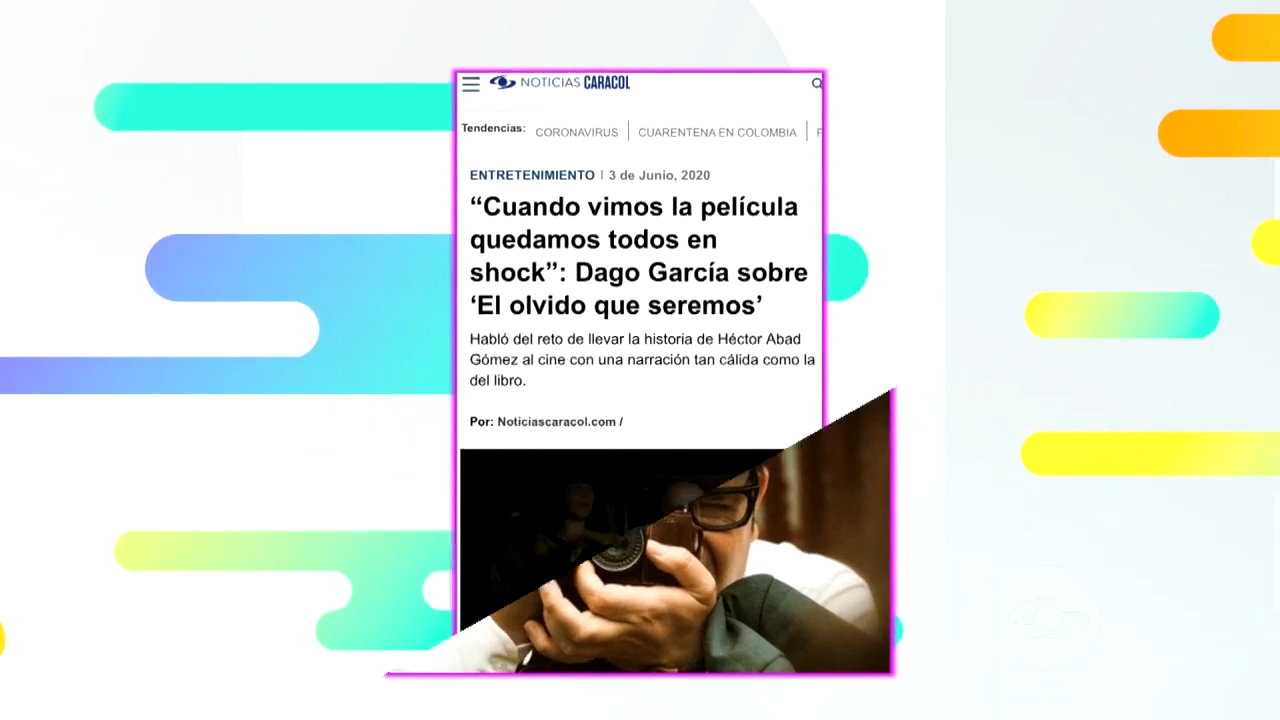 NOTICIAS CARACOL
Tendencias: CORONAVIRUS | CUARENTENA EN COLOMBIA |
ENTRETENIMIENTO | 3 de Junio, 2020
“Cuando vimos la película
quedamos todos en
shock”: Dago García sobre
‘El olvido que seremos’
Habló del reto de llevar la historia de Héctor Abad
Gómez al cine con una narración tan cálida como la
del libro.
Por: Noticiascaracol.com /